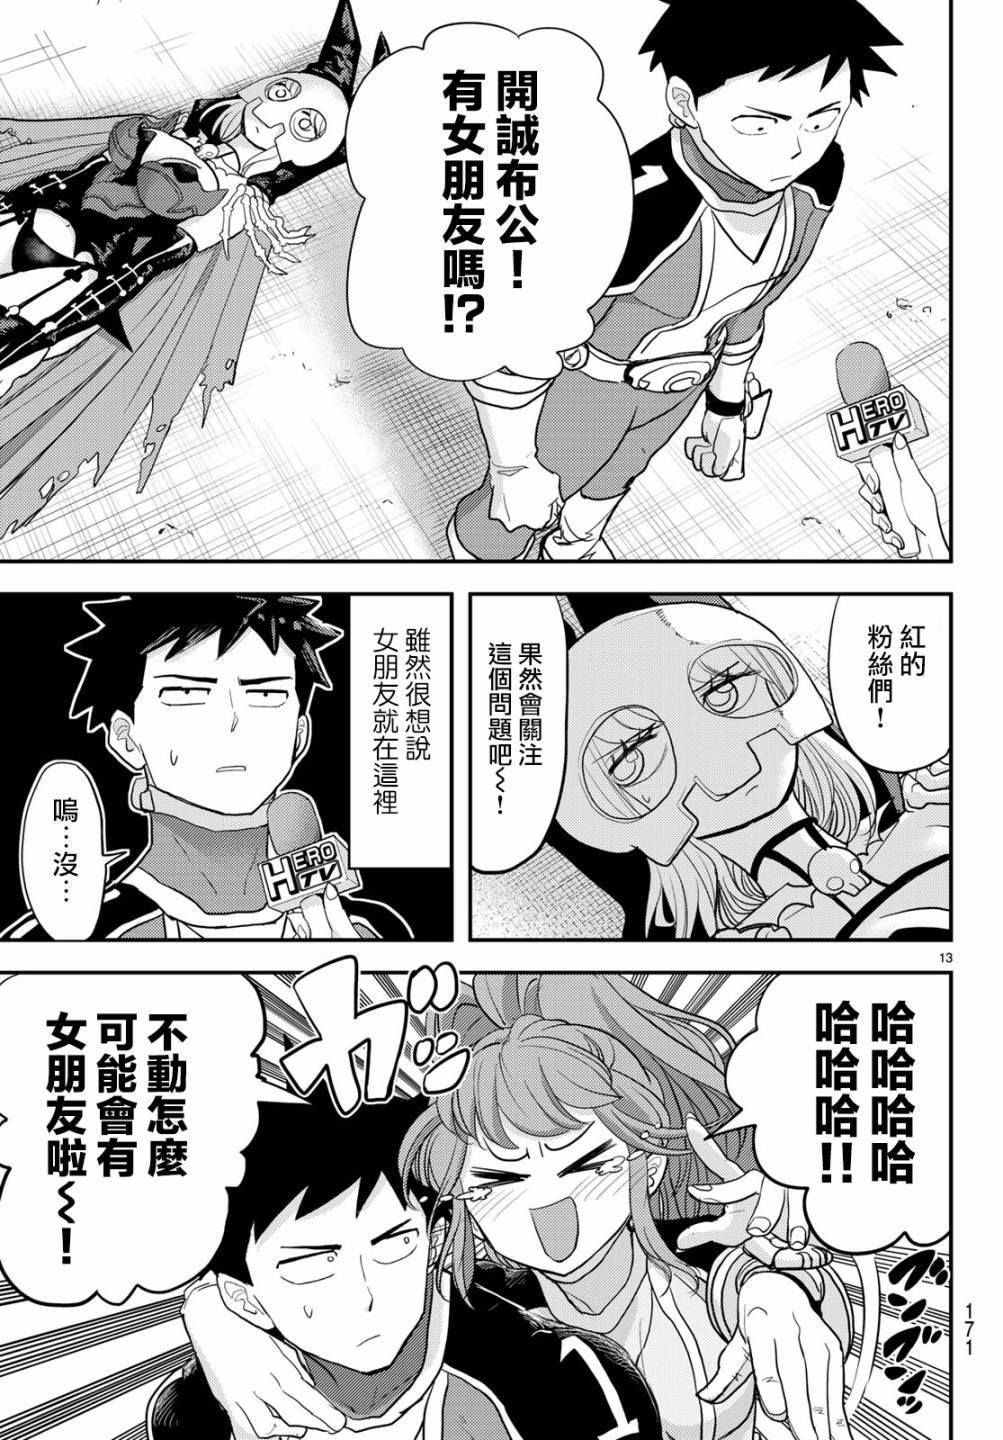 開誠布公！
有女朋友嗎!?
HERO
TV
紅的
粉絲們！
果然會關注
這個問題吧～！
雖然很想說
女朋友就在這裡
嗚…沒…
HERO
TV
13
哈哈哈哈
哈哈哈!!
ガバッ
不動怎麼
可能會有
女朋友啦～！
ブンブン
1
171